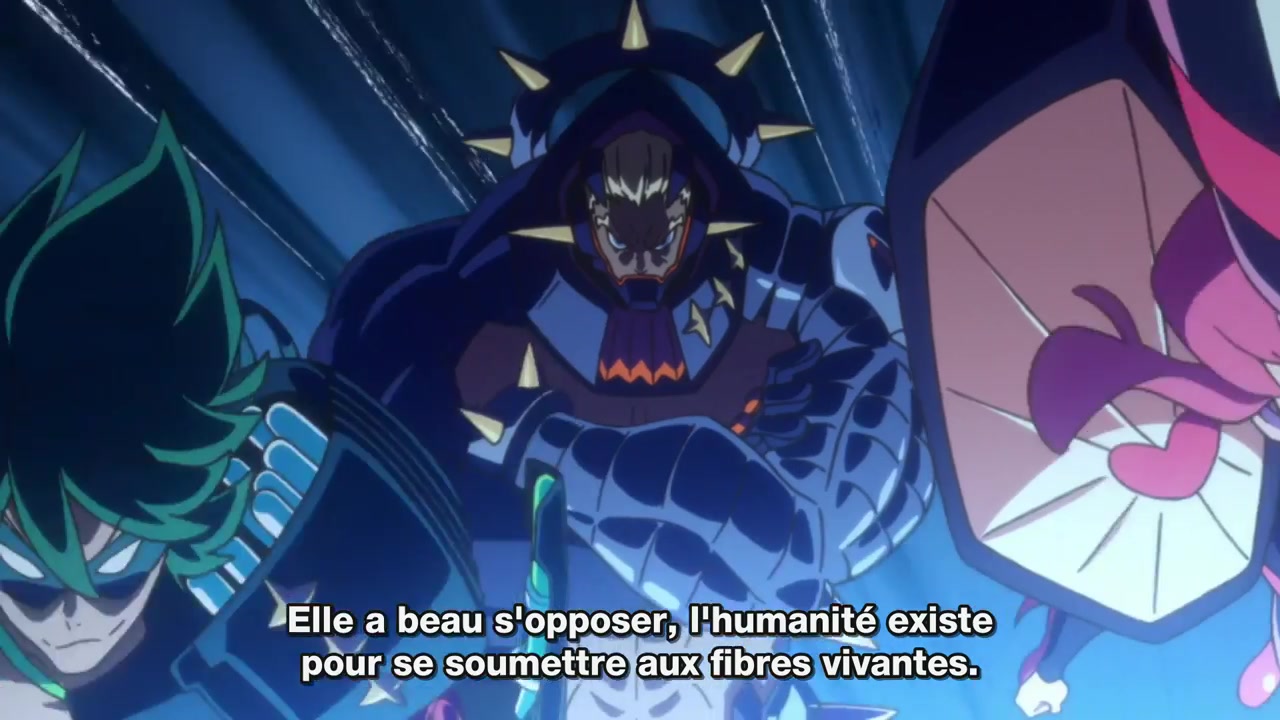 Elle a beau s'opposer, l'humanité existe
pour se soumettre aux fibres vivantes.